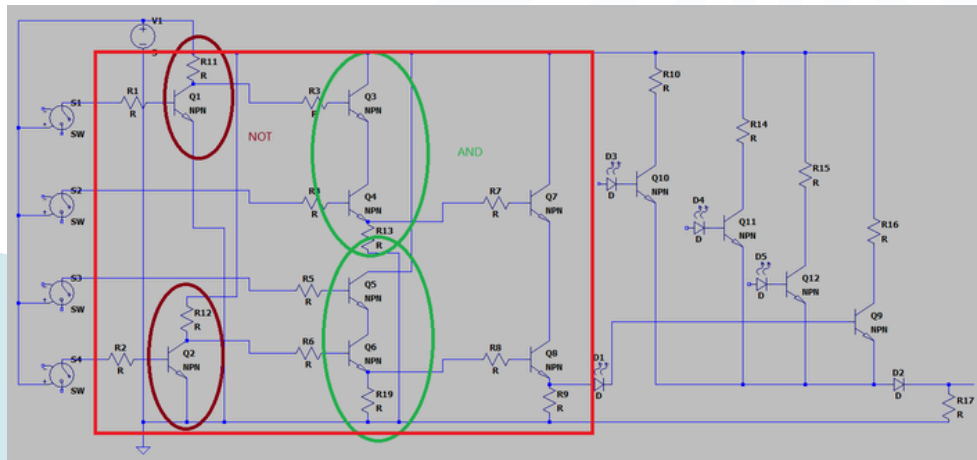 V1
5
R11
R
R10
R
R1
R
S1
SW
Q1
NPN
R3
R
Q3
NPN
NOT
AND
R14
R
D3
D
Q10
NPN
R15
R
S2
SW
R
Q4
NPN
R7
R
Q7
NPN
D4
D
Q11
NPN
R16
R
R13
R
D5
D
Q12
NPN
S3
SW
R5
R
Q5
NPN
R12
R
Q9
NPN
S4
SW
R2
R
Q2
NPN
R6
R
Q6
NPN
R8
R
Q8
NPN
D1
D
D2
D
R19
R
R9
R
R17
R